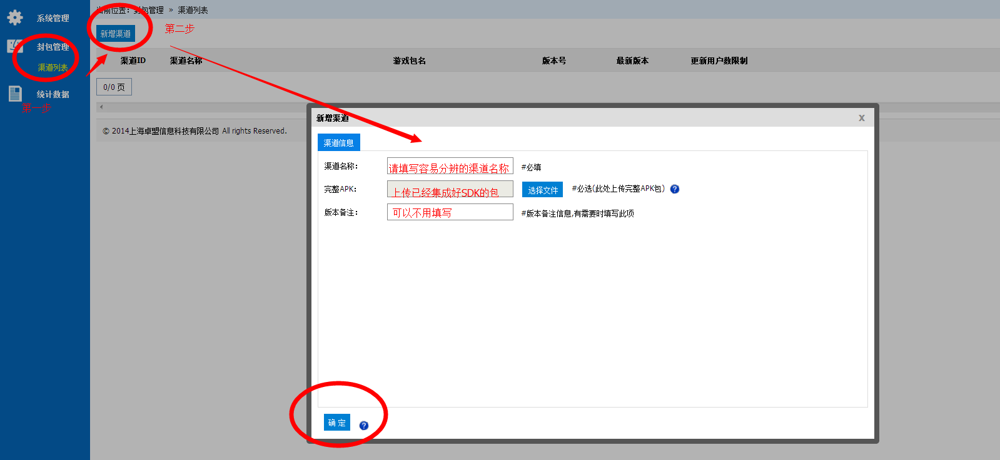 系统管理
封包管理
渠道列表
统计数据
第一步
当前位置：封包管理 » 渠道列表
新增渠道
第二步
渠道ID 渠道名称 游戏包名 版本号 最新版本 更新用户数限制
0/0 页
© 2014上海卓盟信息科技有限公司 All rights Reserved.
新增渠道 X
渠道信息
渠道名称： 请填写容易分辨的渠道名称 #必填
完整APK： 上传已经集成好SDK的包 选择文件 #必选(此处上传完整APK包) ?
版本备注： 可以不用填写 #版本备注信息,有需要时填写此项
确 定 ?